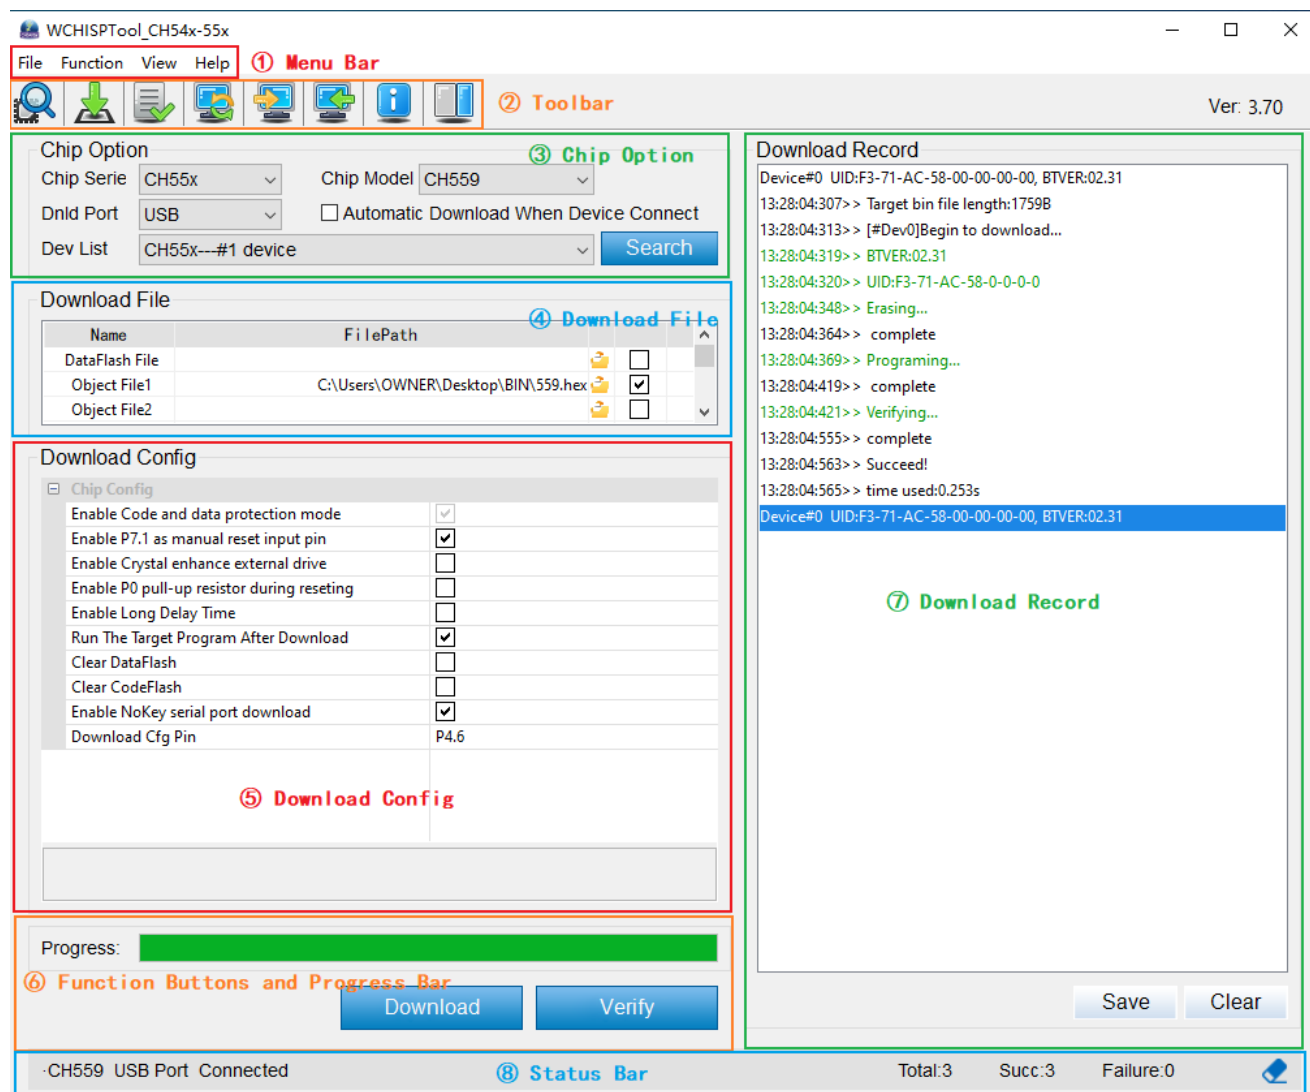 WCHISPTool_CH54x-55x
File Function View Help ① Menu Bar
② Toolbar
Ver: 3.70
Chip Option
③ Chip Option
Chip Serie CH55x Chip Model CH559
Dnld Port USB Automatic Download When Device Connect
Dev List CH55x---#1 device Search
Download File
④ Download File
Name FilePath
DataFlash File
Object File1 C:\Users\OWNER\Desktop\BIN\559.hex
Object File2
Download Config
Chip Config
Enable Code and data protection mode
Enable P7.1 as manual reset input pin
Enable Crystal enhance external drive
Enable P0 pull-up resistor during reseting
Enable Long Delay Time
Run The Target Program After Download
Clear DataFlash
Clear CodeFlash
Enable NoKey serial port download
Download Cfg Pin P4.6
⑤ Download Config
Progress:
⑥ Function Buttons and Progress Bar
Download Verify
Download Record
Device#0 UID:F3-71-AC-58-00-00-00-00, BTVER:02.31
13:28:04:307>> Target bin file length:1759B
13:28:04:313>> [#Dev0]Begin to download...
13:28:04:319>> BTVER:02.31
13:28:04:320>> UID:F3-71-AC-58-0-0-0-0
13:28:04:348>> Erasing...
13:28:04:364>> complete
13:28:04:369>> Programing...
13:28:04:419>> complete
13:28:04:421>> Verifying...
13:28:04:555>> complete
13:28:04:563>> Succeed!
13:28:04:565>> time used:0.253s
Device#0 UID:F3-71-AC-58-00-00-00-00, BTVER:02.31
⑦ Download Record
Save Clear
·CH559 USB Port Connected ⑧ Status Bar Total:3 Succ:3 Failure:0